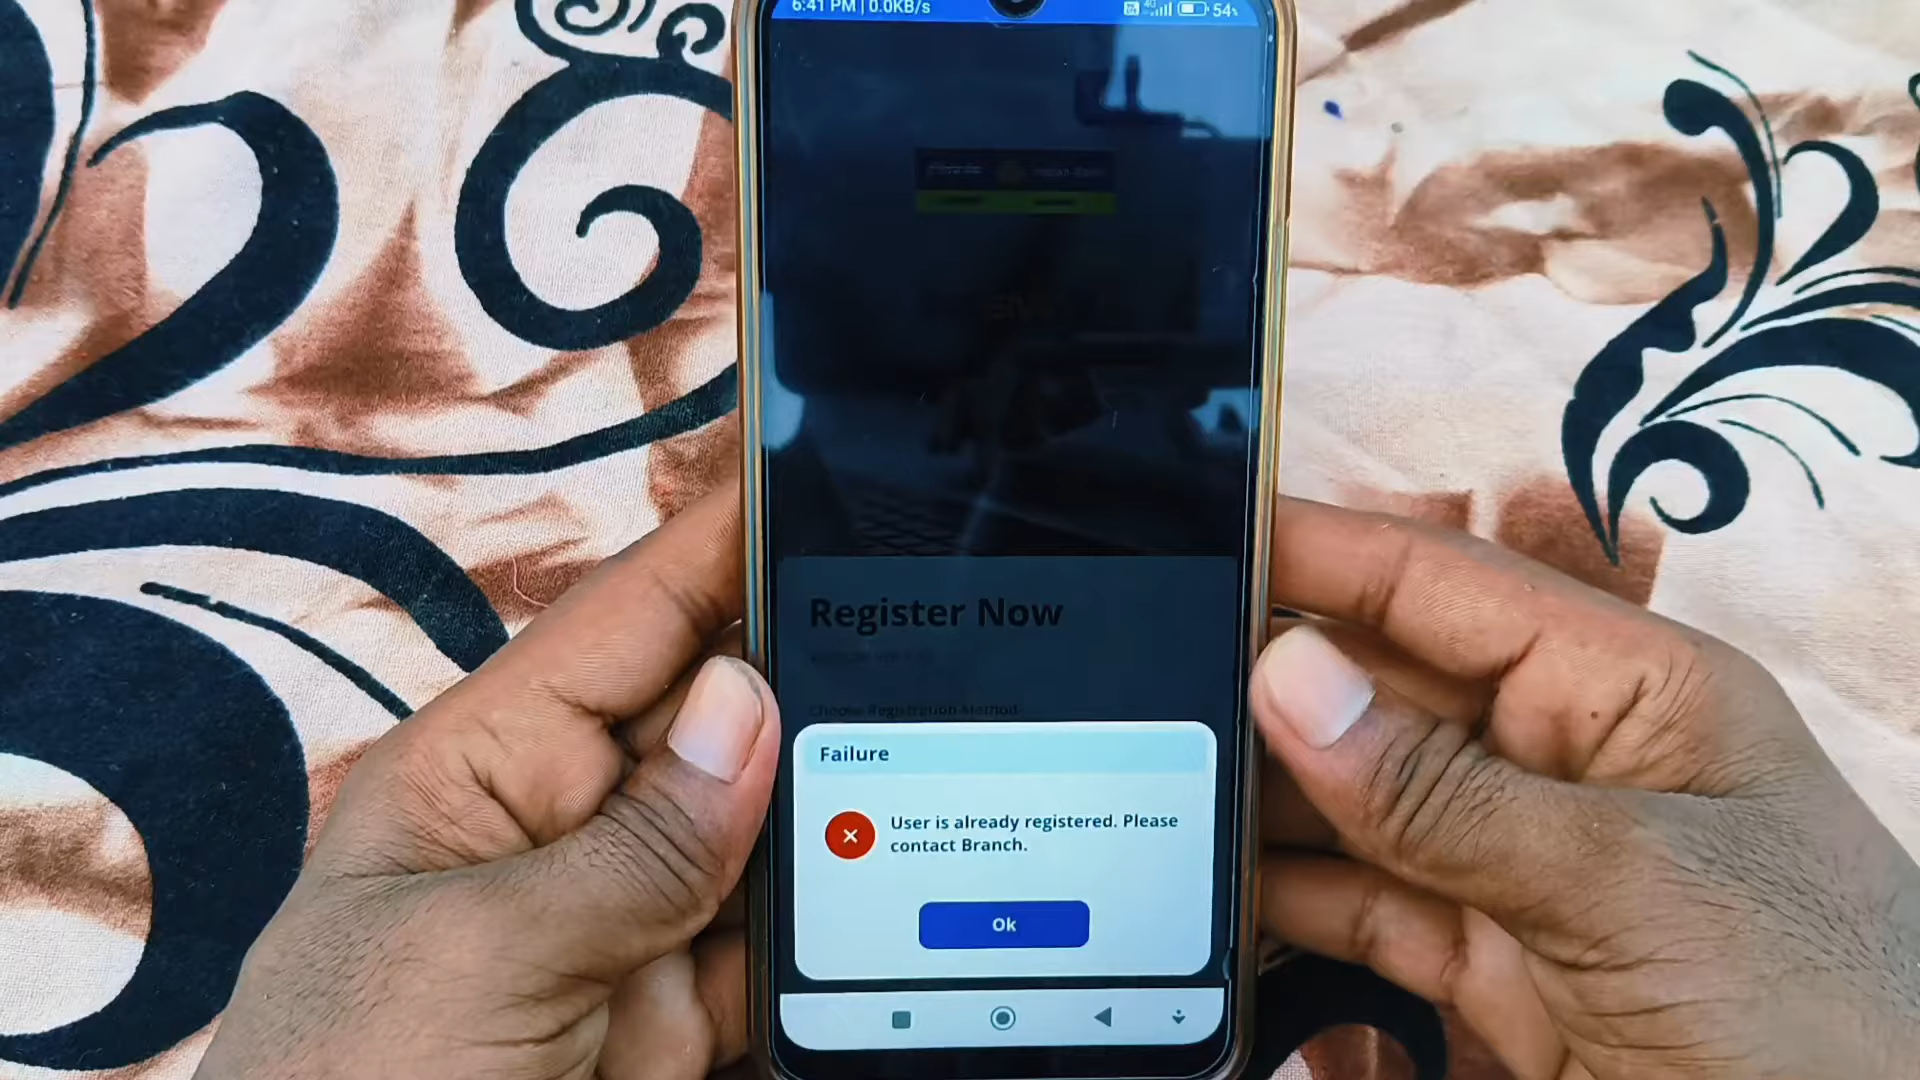 6:41 PM | 0.0KB/s
4G
54%
Register Now
Choose Registration Method
Failure
User is already registered. Please
contact Branch.
Ok